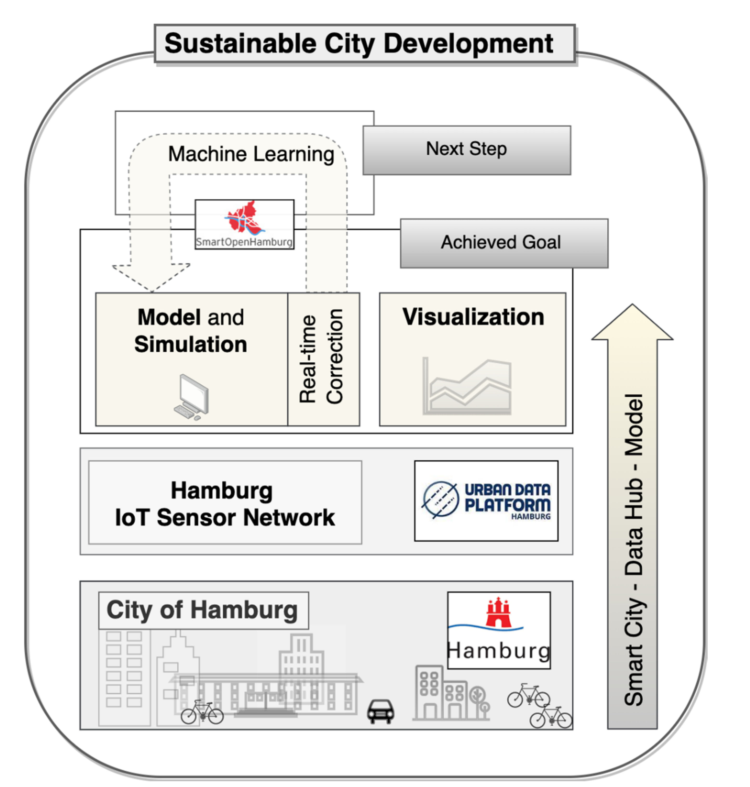 Sustainable City Development
Machine Learning
Next Step
SmartOpenHamburg
Achieved Goal
Model and
Simulation
Real-time
Correction
Visualization
Hamburg
IoT Sensor Network
URBAN DATA
PLATFORM
HAMBURG
City of Hamburg
Hamburg
Smart City - Data Hub - Model